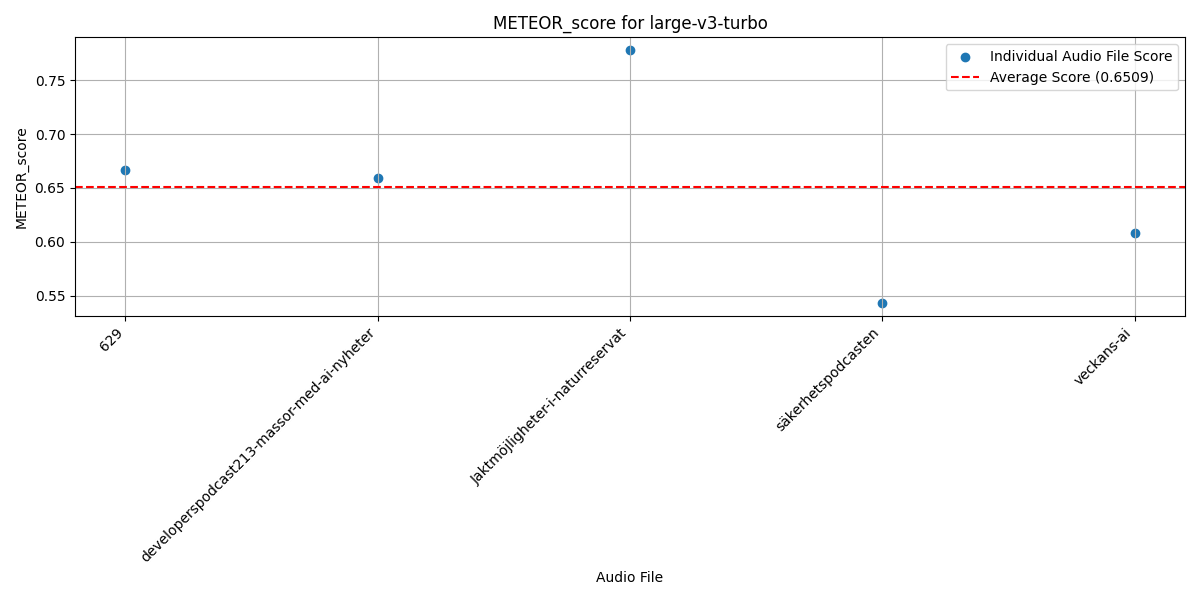 METEOR_score for large-v3-turbo
Individual Audio File Score
Average Score (0.6509)
METEOR_score
0.75
0.70
0.65
0.60
0.55
629
developerspodcast213-massor-med-ai-nyheter
Jaktmöjligheter-i-naturreservat
säkerhetspodcasten
veckans-ai
Audio File